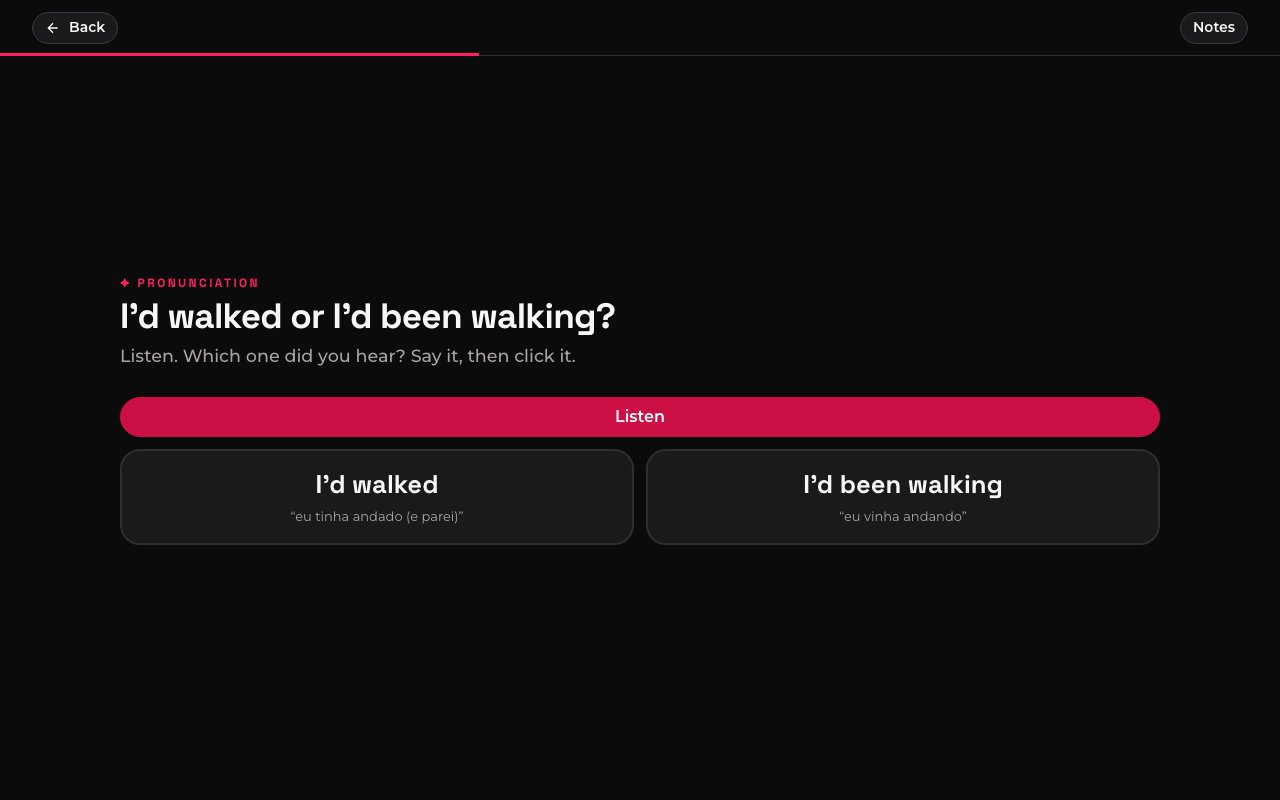 Back
Notes
PRONUNCIATION
I’d walked or I’d been walking?
Listen. Which one did you hear? Say it, then click it.
Listen
I’d walked
“eu tinha andado (e parei)”
I’d been walking
“eu vinha andando”